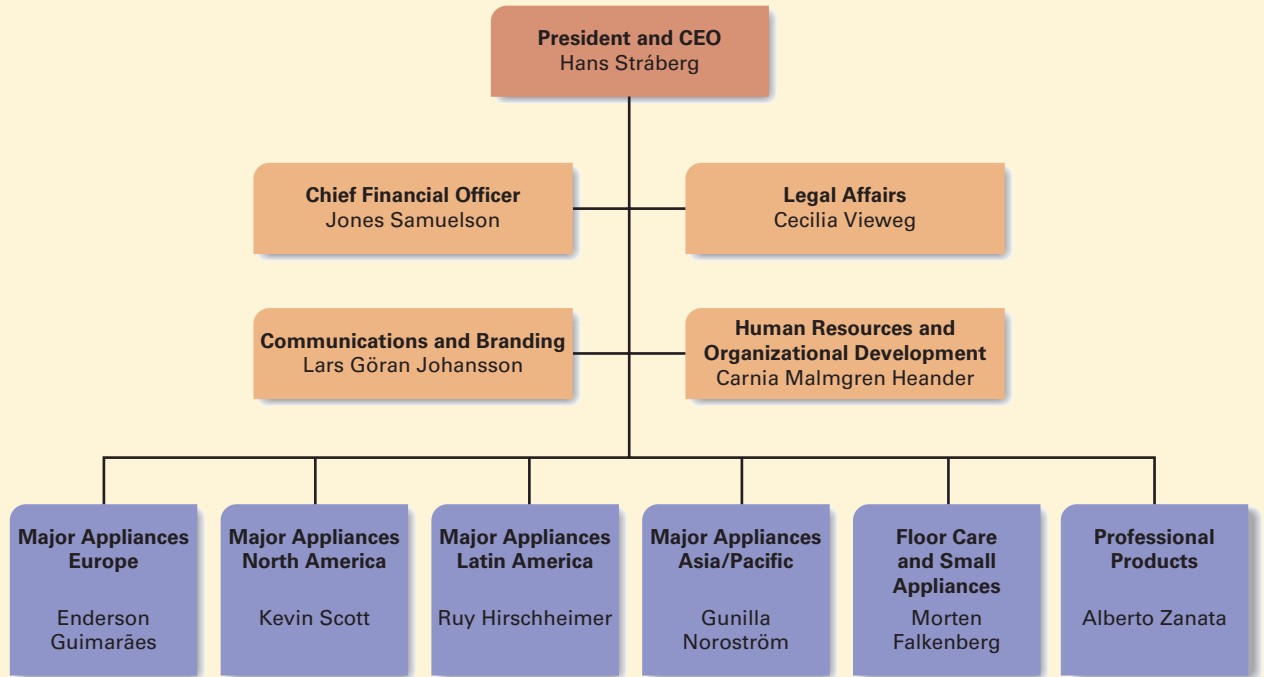 President and CEO
Hans Stráberg
Chief Financial Officer
Jones Samuelson
Legal Affairs
Cecilia Vieweg
Communications and Branding
Lars Göran Johansson
Human Resources and
Organizational Development
Carnia Malmgren Heander
Major Appliances
Europe
Enderson
Guimarães
Major Appliances
North America
Kevin Scott
Major Appliances
Latin America
Ruy Hirschheimer
Major Appliances
Asia/Pacific
Gunilla
Noroström
Floor Care
and Small
Appliances
Morten
Falkenberg
Professional
Products
Alberto Zanata